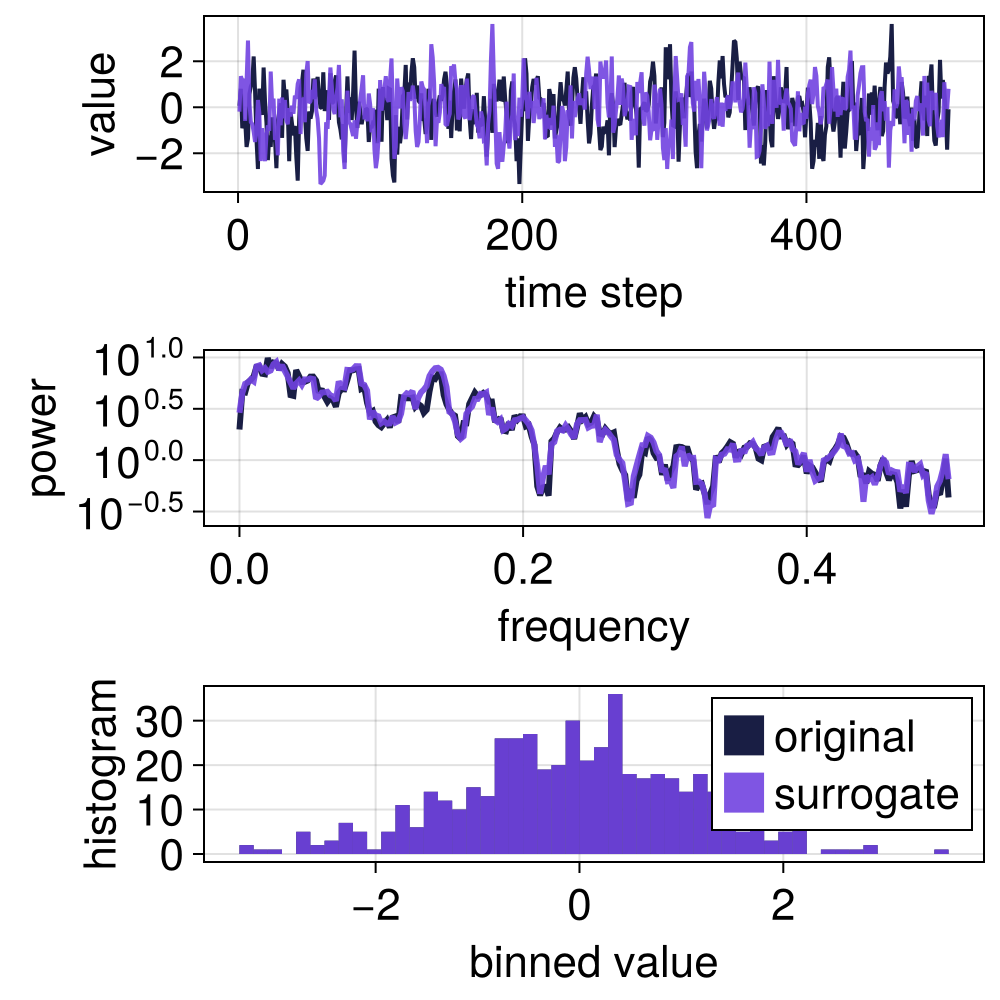 value
2
0
−2
0 200 400
time step
power
10^1.0
10^0.5
10^0.0
10^−0.5
0.0 0.2 0.4
frequency
histogram
30
20
10
0
original
surrogate
−2 0 2
binned value